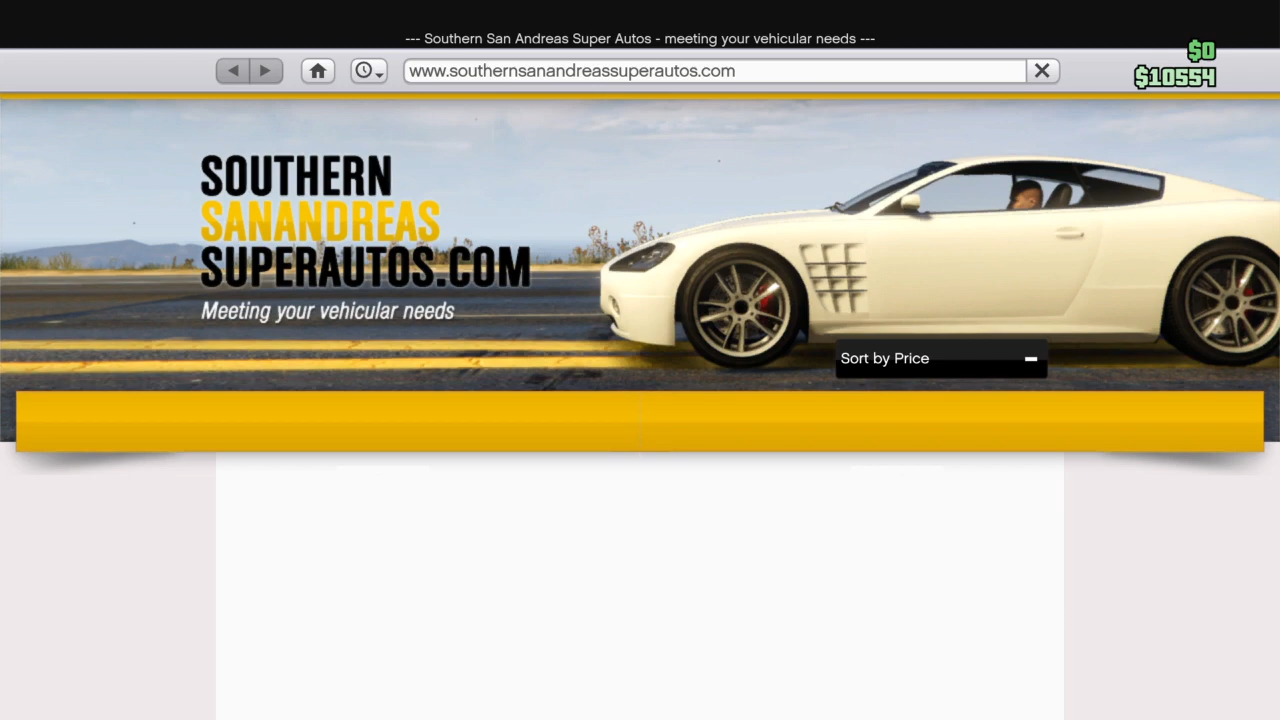 --- Southern San Andreas Super Autos - meeting your vehicular needs ---
$0
www.southernsanandreassuperautos.com
$10554
SOUTHERN
SANANDREAS
SUPERAUTOS.COM
Meeting your vehicular needs
Sort by Price